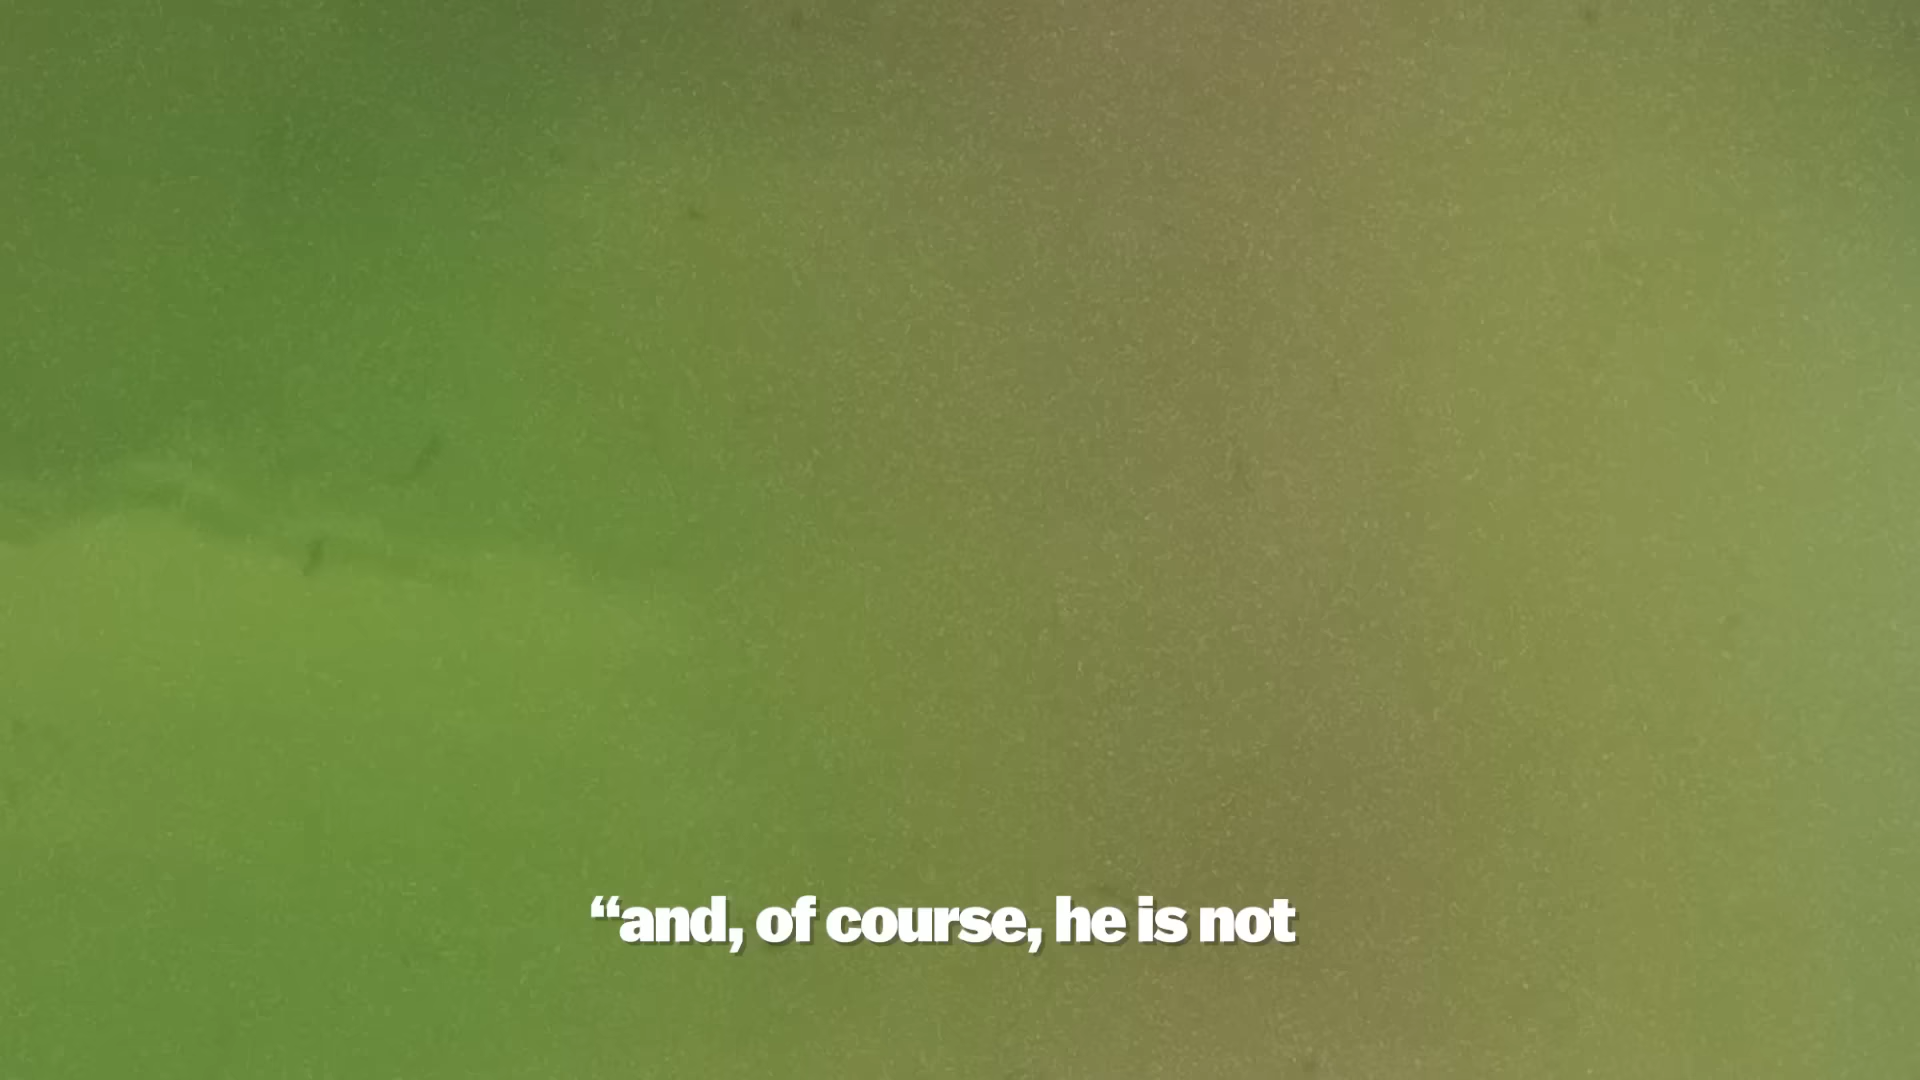 “and, of course, he is not